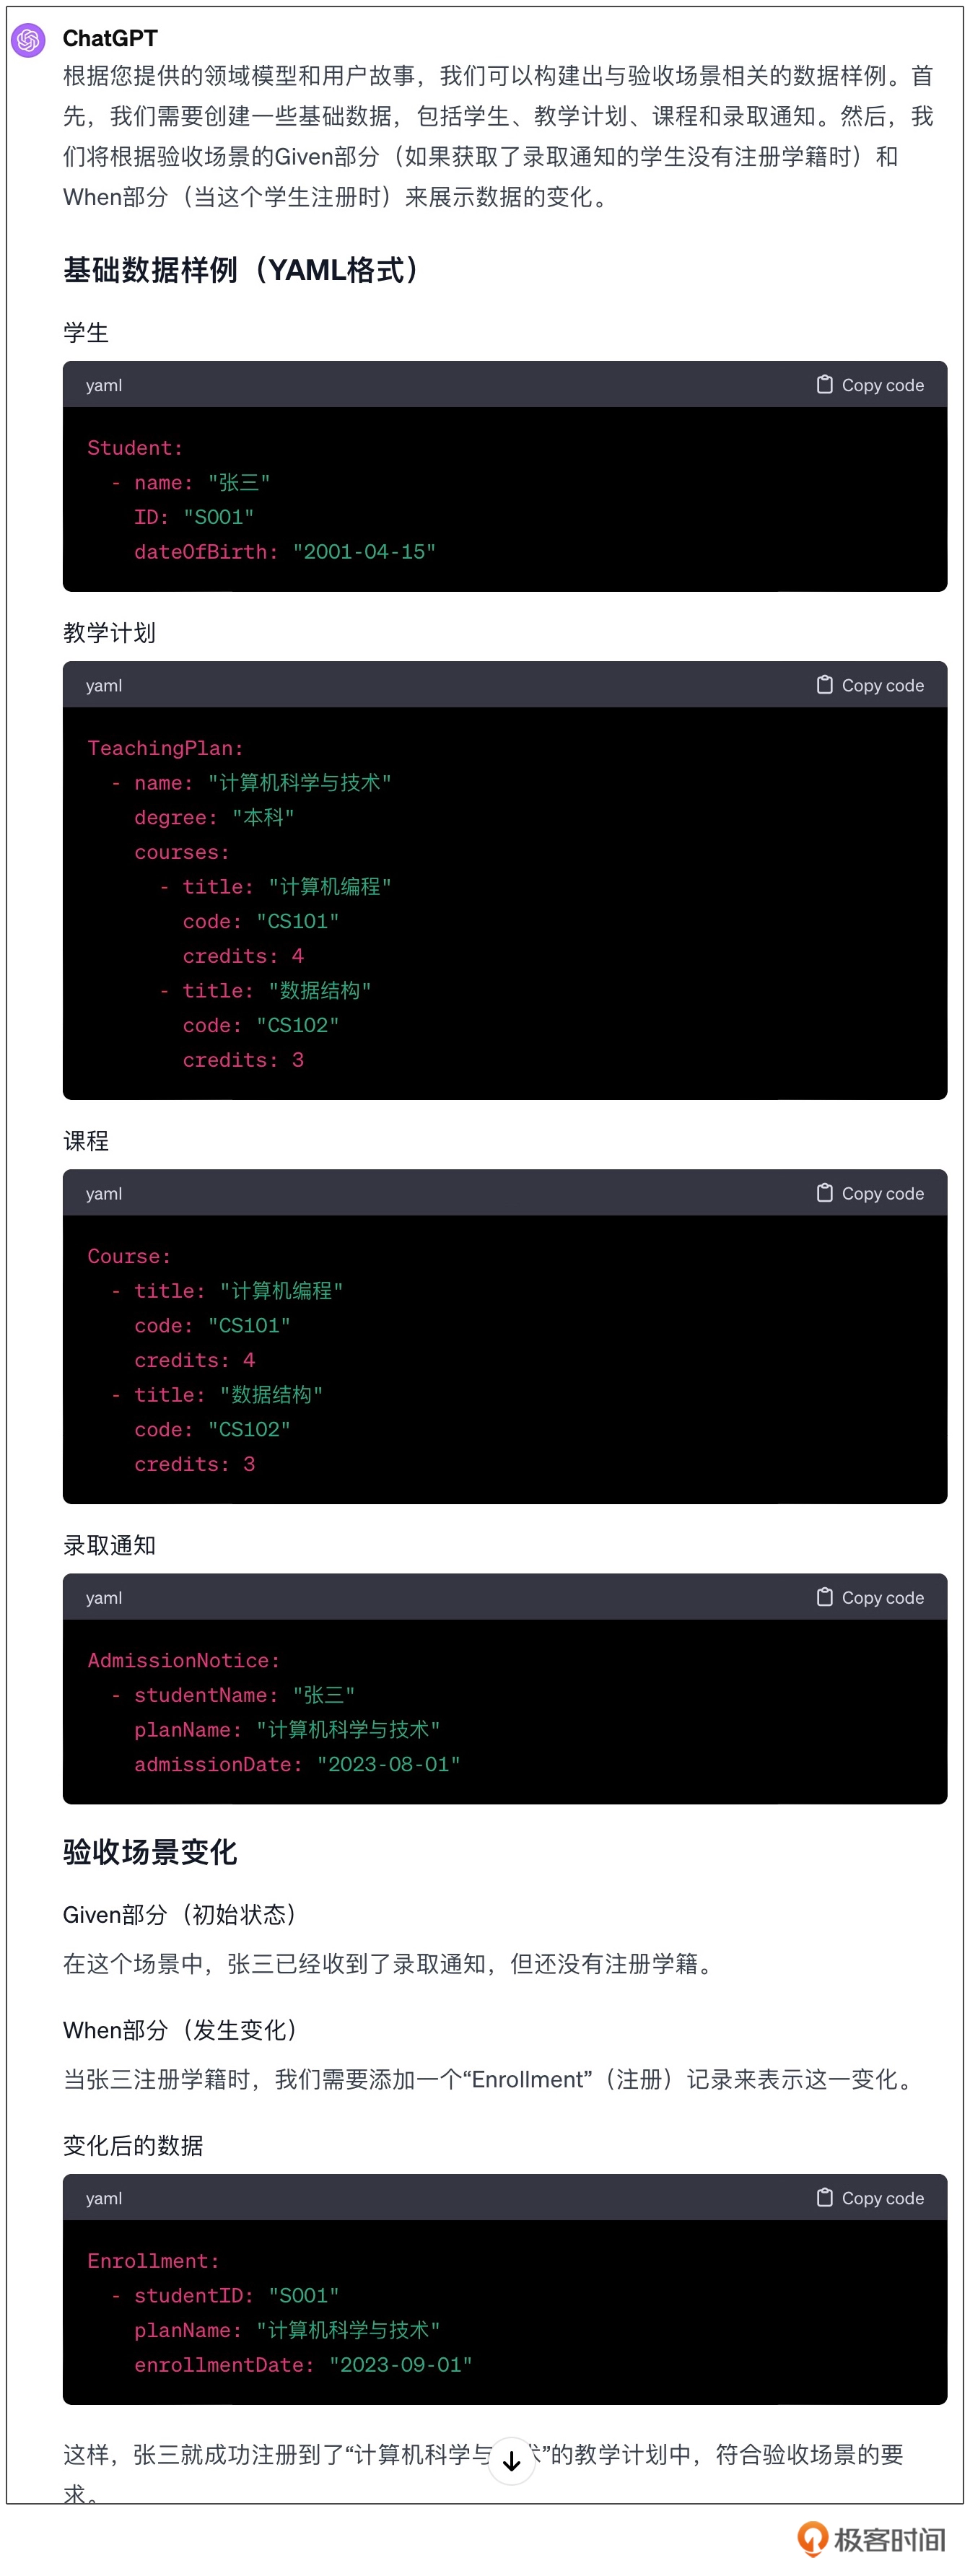 ChatGPT
根据您提供的领域模型和用户故事，我们可以构建出与验收场景相关的数据样例。首
先，我们需要创建一些基础数据，包括学生、教学计划、课程和录取通知。然后，我
们将根据验收场景的Given部分（如果获取了录取通知的学生没有注册学籍时）和
When部分（当这个学生注册时）来展示数据的变化。
基础数据样例（YAML格式）
学生
yaml Copy code
Student:
  - name: "张三"
    ID: "S001"
    dateOfBirth: "2001-04-15"
教学计划
yaml Copy code
TeachingPlan:
  - name: "计算机科学与技术"
    degree: "本科"
    courses:
      - title: "计算机编程"
        code: "CS101"
        credits: 4
      - title: "数据结构"
        code: "CS102"
        credits: 3
课程
yaml Copy code
Course:
  - title: "计算机编程"
    code: "CS101"
    credits: 4
  - title: "数据结构"
    code: "CS102"
    credits: 3
录取通知
yaml Copy code
AdmissionNotice:
  - studentName: "张三"
    planName: "计算机科学与技术"
    admissionDate: "2023-08-01"
验收场景变化
Given部分（初始状态）
在这个场景中，张三已经收到了录取通知，但还没有注册学籍。
When部分（发生变化）
当张三注册学籍时，我们需要添加一个“Enrollment”（注册）记录来表示这一变化。
变化后的数据
yaml Copy code
Enrollment:
  - studentID: "S001"
    planName: "计算机科学与技术"
    enrollmentDate: "2023-09-01"
这样，张三就成功注册到了“计算机科学与术”的教学计划中，符合验收场景的要
求。
极客时间